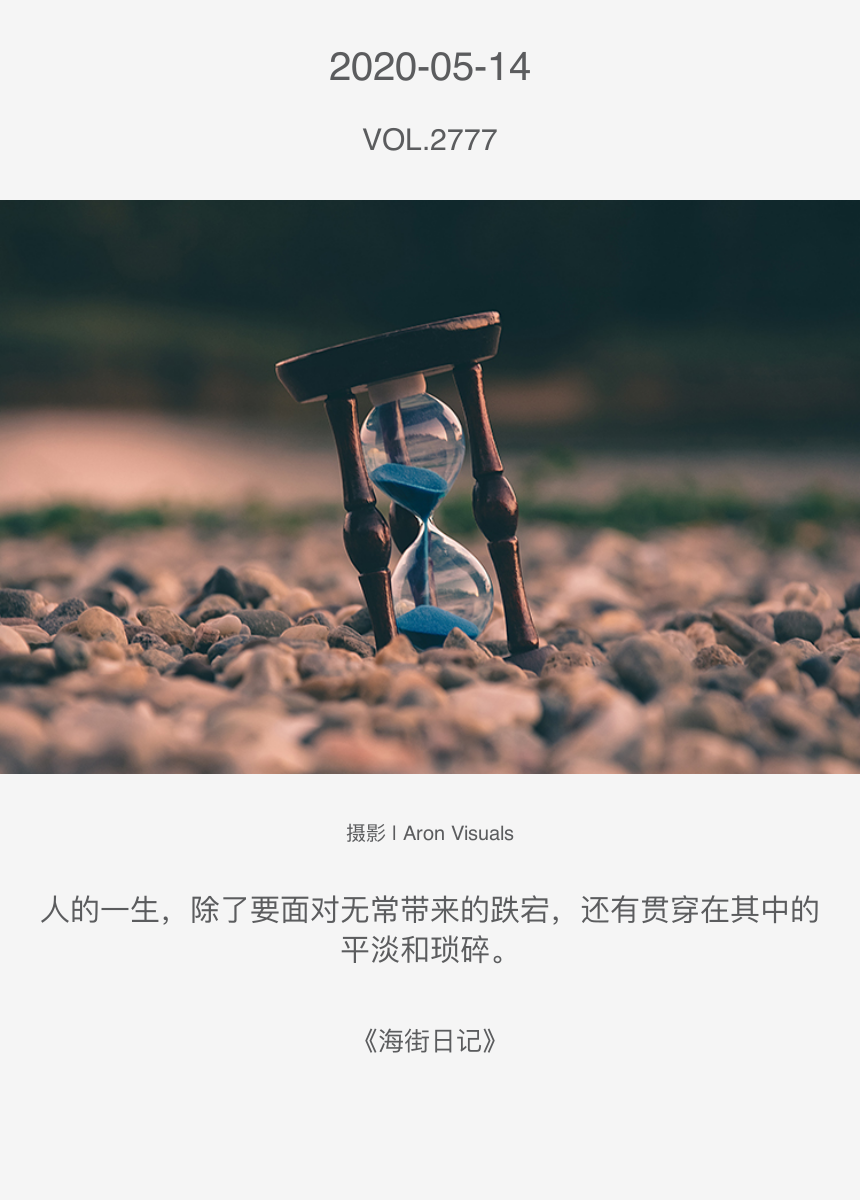 2020-05-14
VOL.2777
摄影 l Aron Visuals
人的一生，除了要面对无常带来的跌宕，还有贯穿在其中的
平淡和琐碎。
《海街日记》